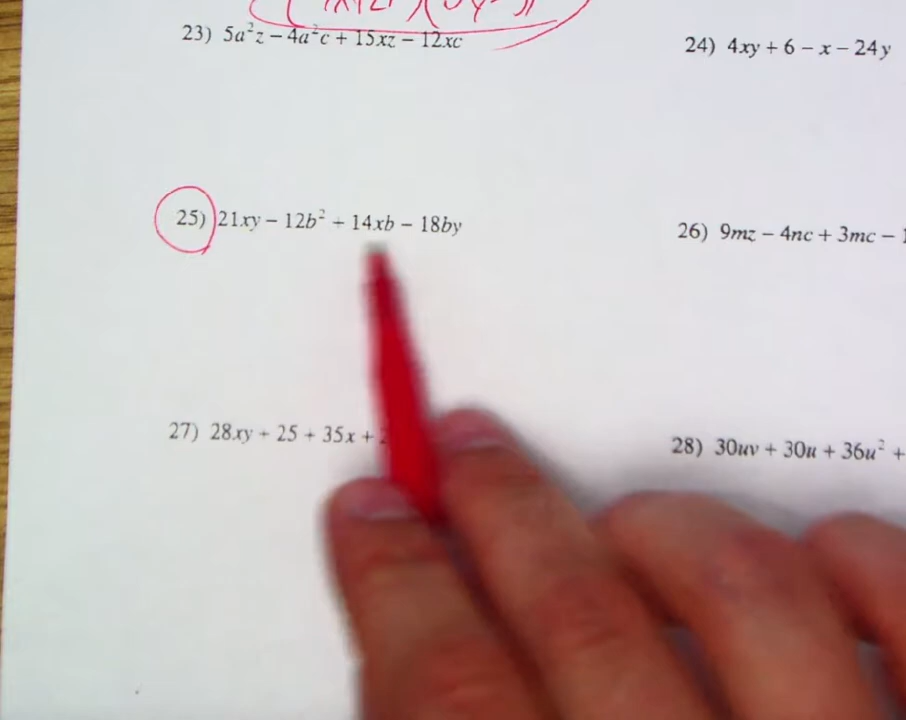 23) 5a²z − 4a²c + 15xz − 12xc
24) 4xy + 6 − x − 24y
25) 21xy − 12b² + 14xb − 18by
26) 9mz − 4nc + 3mc −
27) 28xy + 25 + 35x +
28) 30uv + 30u + 36u² +